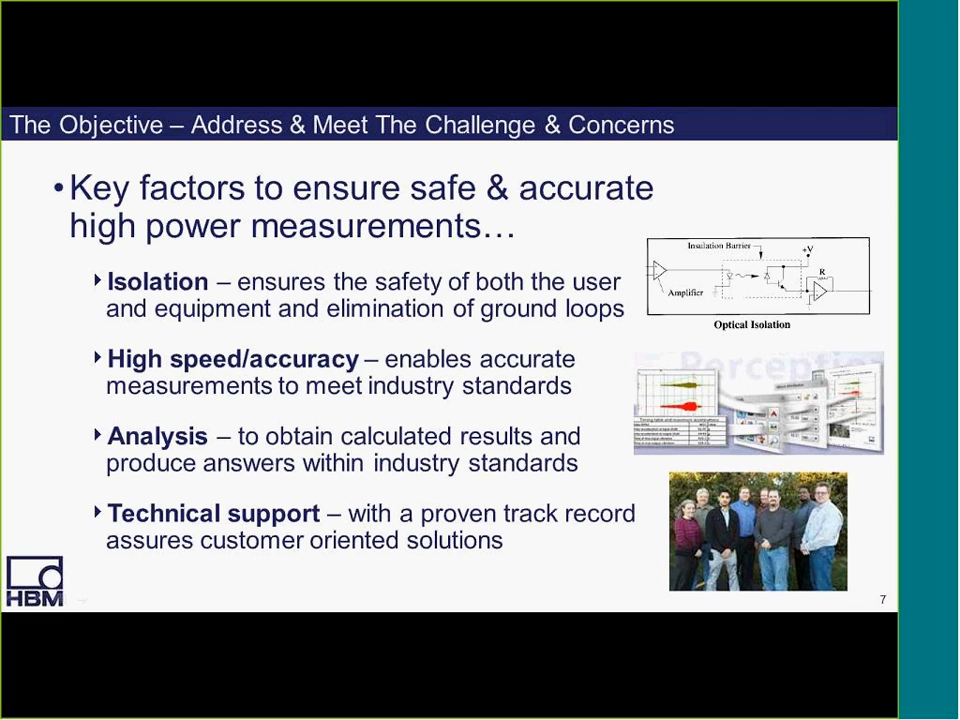 The Objective – Address & Meet The Challenge & Concerns
•Key factors to ensure safe & accurate
high power measurements…
Isolation – ensures the safety of both the user
and equipment and elimination of ground loops
High speed/accuracy – enables accurate
measurements to meet industry standards
Analysis – to obtain calculated results and
produce answers within industry standards
Technical support – with a proven track record
assures customer oriented solutions
Insulation Barrier
+V
R
Amplifier
Optical Isolation
HBM
7